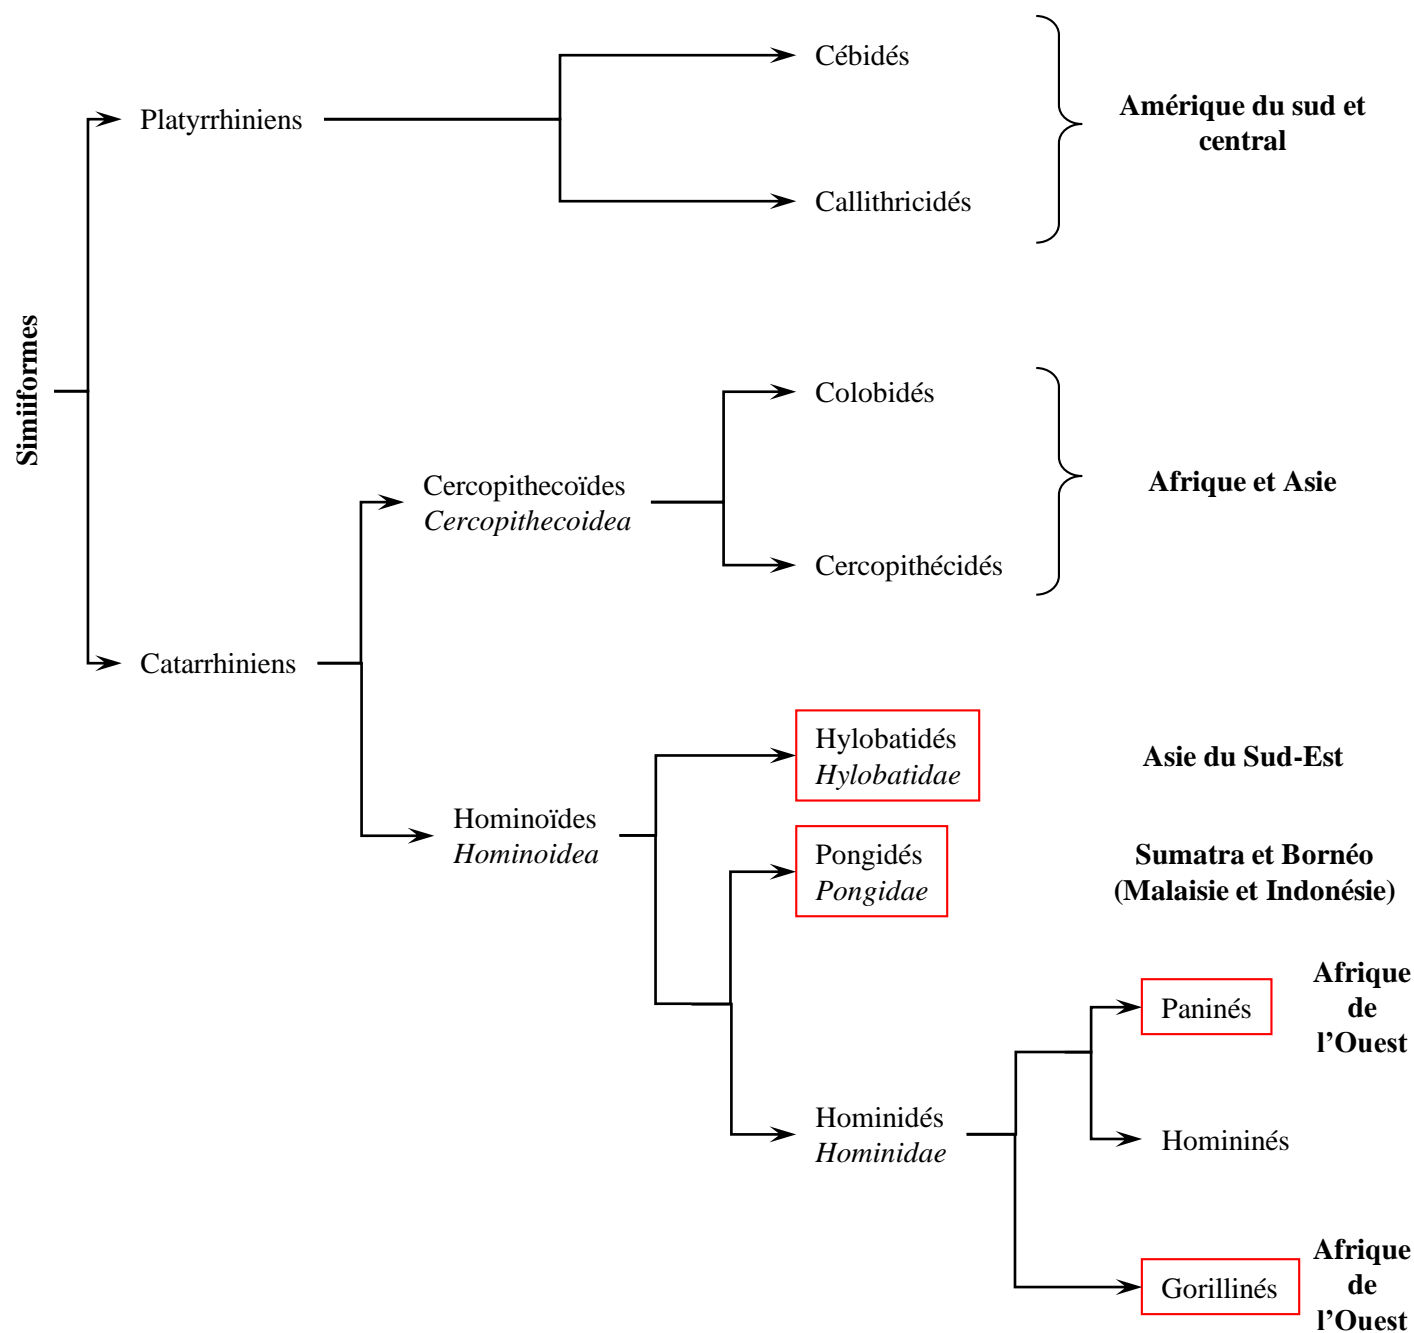 Simiiformes
Platyrrhiniens
Cébidés
Callithricidés
Amérique du sud et
central
Catarrhiniens
Cercopithecoïdes
Cercopithecoidea
Colobidés
Cercopithécidés
Afrique et Asie
Hominoïdes
Hominoidea
Hylobatidés
Hylobatidae
Asie du Sud-Est
Pongidés
Pongidae
Sumatra et Bornéo
(Malaisie et Indonésie)
Hominidés
Hominidae
Paninés
Afrique
de
l’Ouest
Homininés
Gorillinés
Afrique
de
l’Ouest